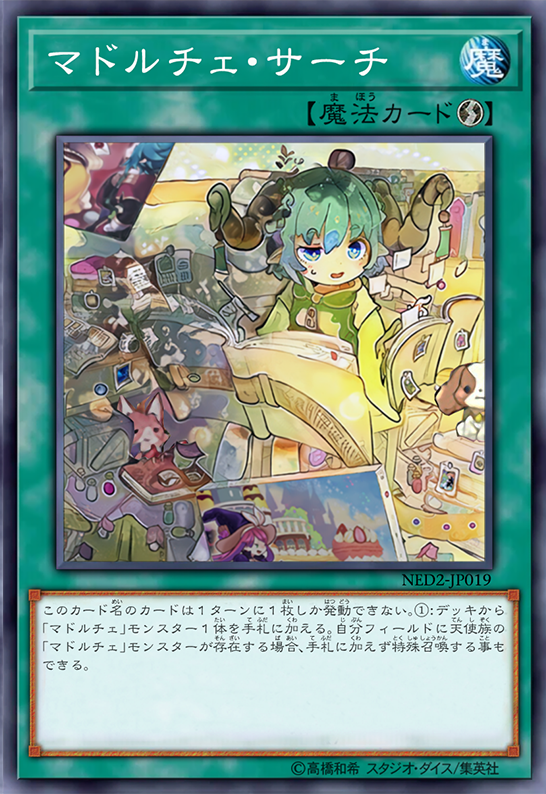 マドルチェ・サーチ
魔
【魔法カード】
NED2-JP019
このカード名のカードは1ターンに1枚しか発動できない。①:デッキから
「マドルチェ」モンスター1体を手札に加える。自分フィールドに天使族の
「マドルチェ」モンスターが存在する場合、手札に加えず特殊召喚する事も
できる。
©高橋和希 スタジオ・ダイス/集英社